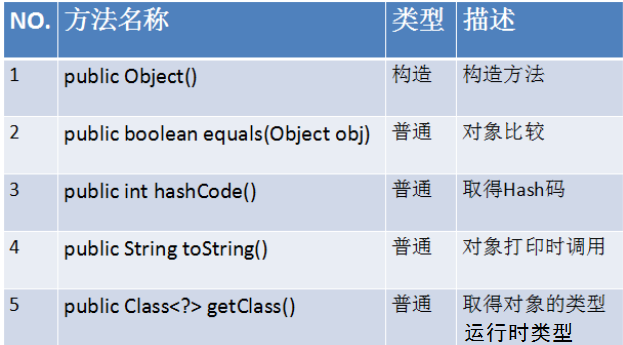 NO. 方法名称 类型 描述
1 public Object() 构造 构造方法
2 public boolean equals(Object obj) 普通 对象比较
3 public int hashCode() 普通 取得Hash码
4 public String toString() 普通 对象打印时调用
5 public Class<?> getClass() 普通 取得对象的类型
运行时类型